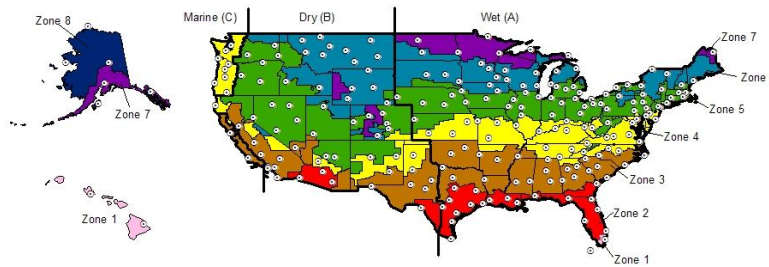 Marine (C)
Dry (B)
Wet (A)
Zone 8
Zone 7
Zone 7
Zone
Zone 5
Zone 4
Zone 3
Zone 2
Zone 1
Zone 1